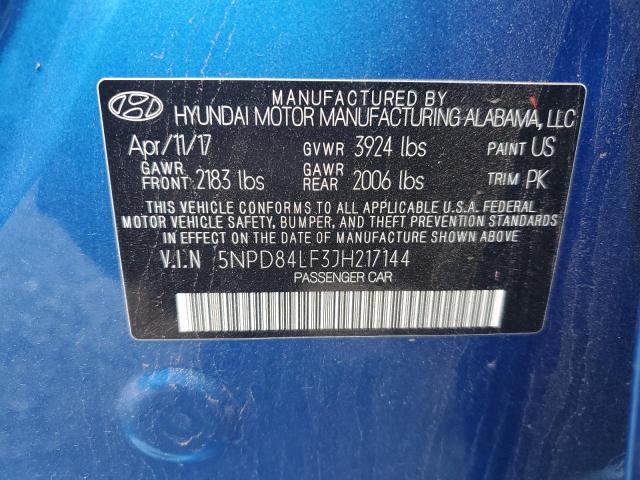 MANUFACTURED BY
HYUNDAI MOTOR MANUFACTURING ALABAMA, LLC
Apr/11/17 GVWR 3924 lbs PAINT US
GAWR FRONT 2183 lbs GAWR REAR 2006 lbs TRIM PK
THIS VEHICLE CONFORMS TO ALL APPLICABLE U.S.A. FEDERAL
MOTOR VEHICLE SAFETY, BUMPER, AND THEFT PREVENTION STANDARDS
IN EFFECT ON THE DATE OF MANUFACTURE SHOWN ABOVE.
V.I.N 5NPD84LF3JH217144
PASSENGER CAR